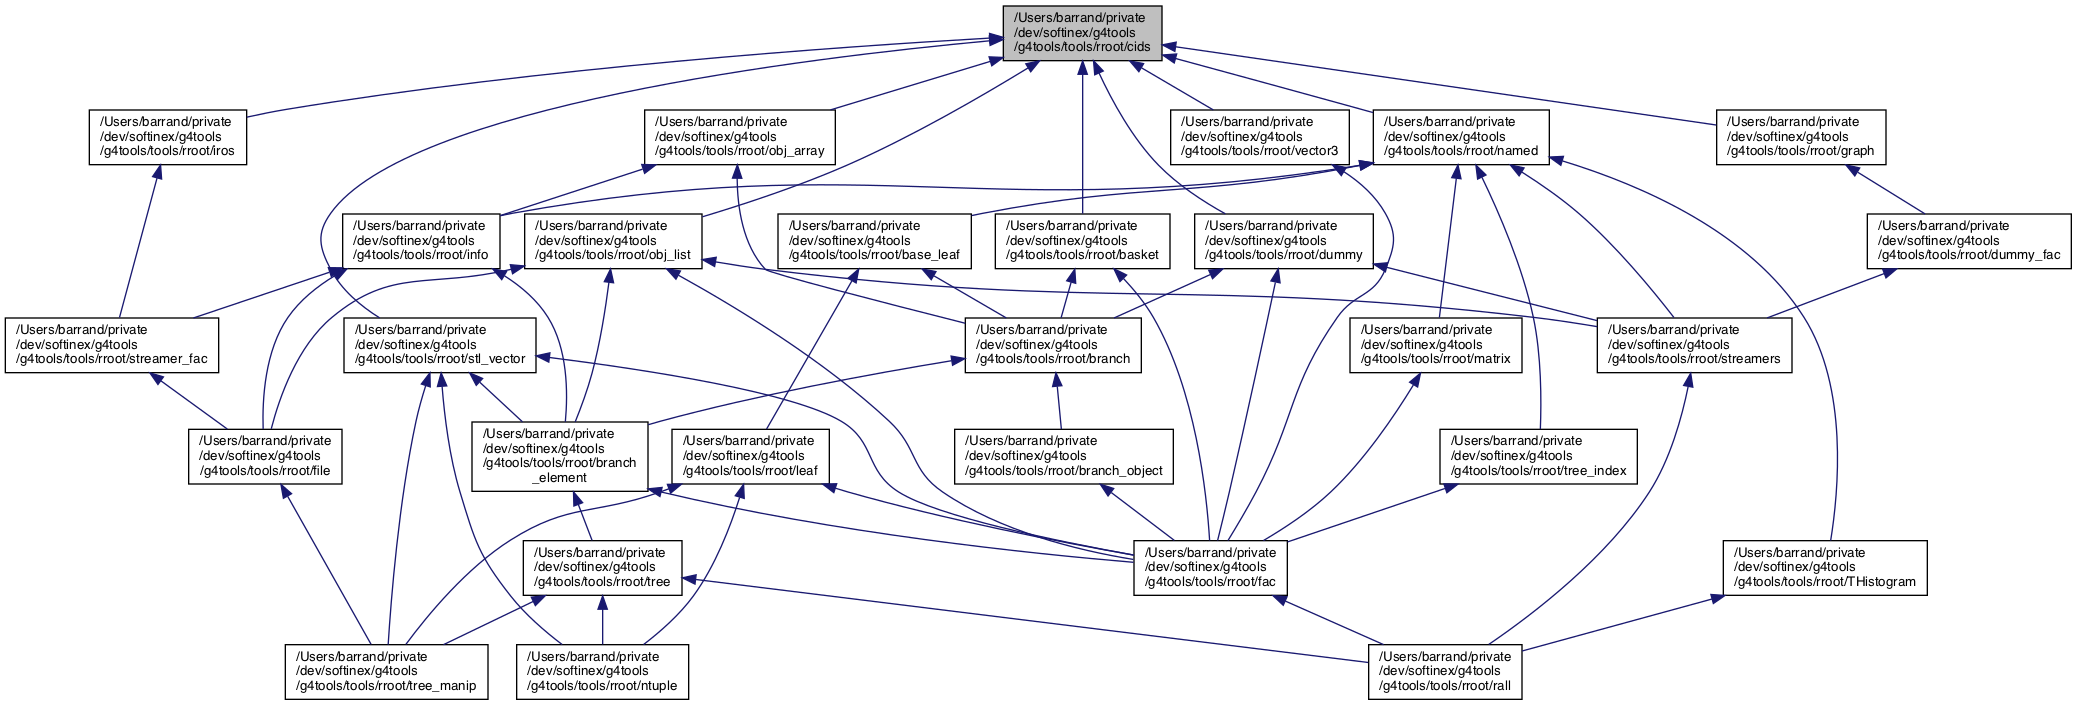 /Users/barrand/private
/dev/softinex/g4tools
/g4tools/tools/rroot/cids
/Users/barrand/private
/dev/softinex/g4tools
/g4tools/tools/rroot/iros
/Users/barrand/private
/dev/softinex/g4tools
/g4tools/tools/rroot/obj_array
/Users/barrand/private
/dev/softinex/g4tools
/g4tools/tools/rroot/vector3
/Users/barrand/private
/dev/softinex/g4tools
/g4tools/tools/rroot/named
/Users/barrand/private
/dev/softinex/g4tools
/g4tools/tools/rroot/graph
/Users/barrand/private
/dev/softinex/g4tools
/g4tools/tools/rroot/info
/Users/barrand/private
/dev/softinex/g4tools
/g4tools/tools/rroot/obj_list
/Users/barrand/private
/dev/softinex/g4tools
/g4tools/tools/rroot/base_leaf
/Users/barrand/private
/dev/softinex/g4tools
/g4tools/tools/rroot/basket
/Users/barrand/private
/dev/softinex/g4tools
/g4tools/tools/rroot/dummy
/Users/barrand/private
/dev/softinex/g4tools
/g4tools/tools/rroot/dummy_fac
/Users/barrand/private
/dev/softinex/g4tools
/g4tools/tools/rroot/streamer_fac
/Users/barrand/private
/dev/softinex/g4tools
/g4tools/tools/rroot/stl_vector
/Users/barrand/private
/dev/softinex/g4tools
/g4tools/tools/rroot/branch
/Users/barrand/private
/dev/softinex/g4tools
/g4tools/tools/rroot/matrix
/Users/barrand/private
/dev/softinex/g4tools
/g4tools/tools/rroot/streamers
/Users/barrand/private
/dev/softinex/g4tools
/g4tools/tools/rroot/file
/Users/barrand/private
/dev/softinex/g4tools
/g4tools/tools/rroot/branch
_element
/Users/barrand/private
/dev/softinex/g4tools
/g4tools/tools/rroot/leaf
/Users/barrand/private
/dev/softinex/g4tools
/g4tools/tools/rroot/branch_object
/Users/barrand/private
/dev/softinex/g4tools
/g4tools/tools/rroot/tree_index
/Users/barrand/private
/dev/softinex/g4tools
/g4tools/tools/rroot/tree
/Users/barrand/private
/dev/softinex/g4tools
/g4tools/tools/rroot/fac
/Users/barrand/private
/dev/softinex/g4tools
/g4tools/tools/rroot/THistogram
/Users/barrand/private
/dev/softinex/g4tools
/g4tools/tools/rroot/tree_manip
/Users/barrand/private
/dev/softinex/g4tools
/g4tools/tools/rroot/ntuple
/Users/barrand/private
/dev/softinex/g4tools
/g4tools/tools/rroot/rall